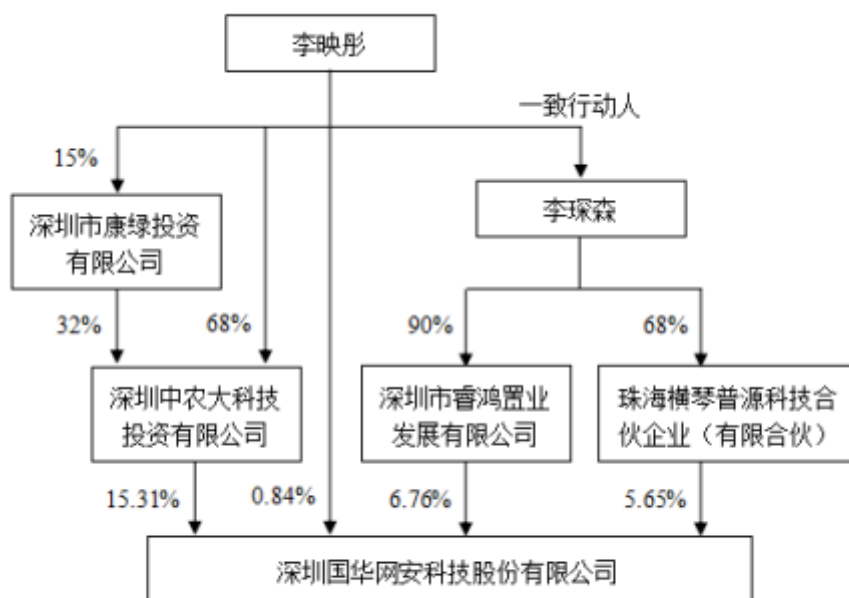 李映彤
一致行动人
15%
深圳市康绿投资
有限公司
李琛森
32%
68%
90%
68%
深圳中农大科技
投资有限公司
深圳市睿鸿置业
发展有限公司
珠海横琴普源科技合
伙企业（有限合伙）
15.31%
0.84%
6.76%
5.65%
深圳国华网安科技股份有限公司